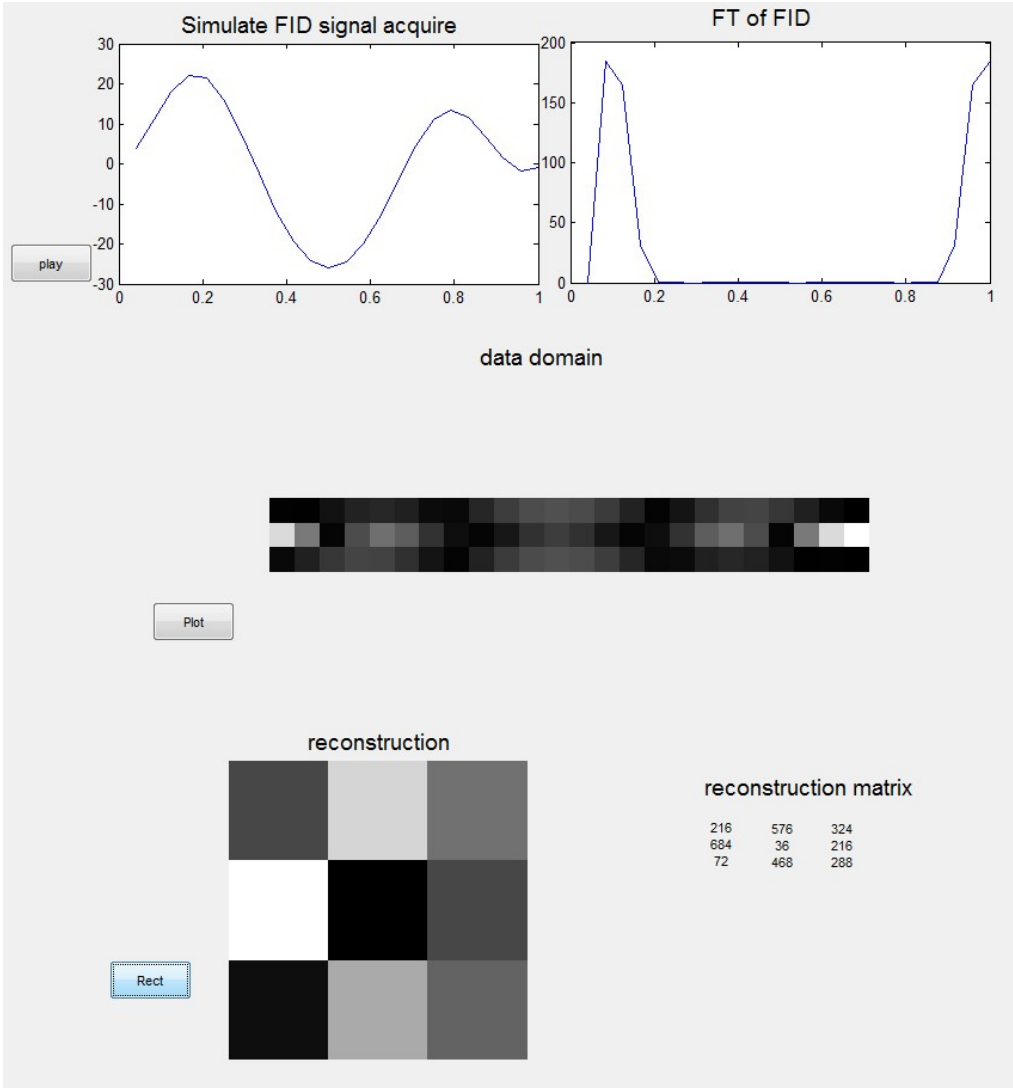 Simulate FID signal acquire
FT of FID
30
20
10
0
-10
-20
-30
0 0.2 0.4 0.6 0.8 1
200
150
100
50
0
0 0.2 0.4 0.6 0.8 1
play
data domain
Plot
reconstruction
reconstruction matrix
216 576 324
684 36 216
72 468 288
Rect